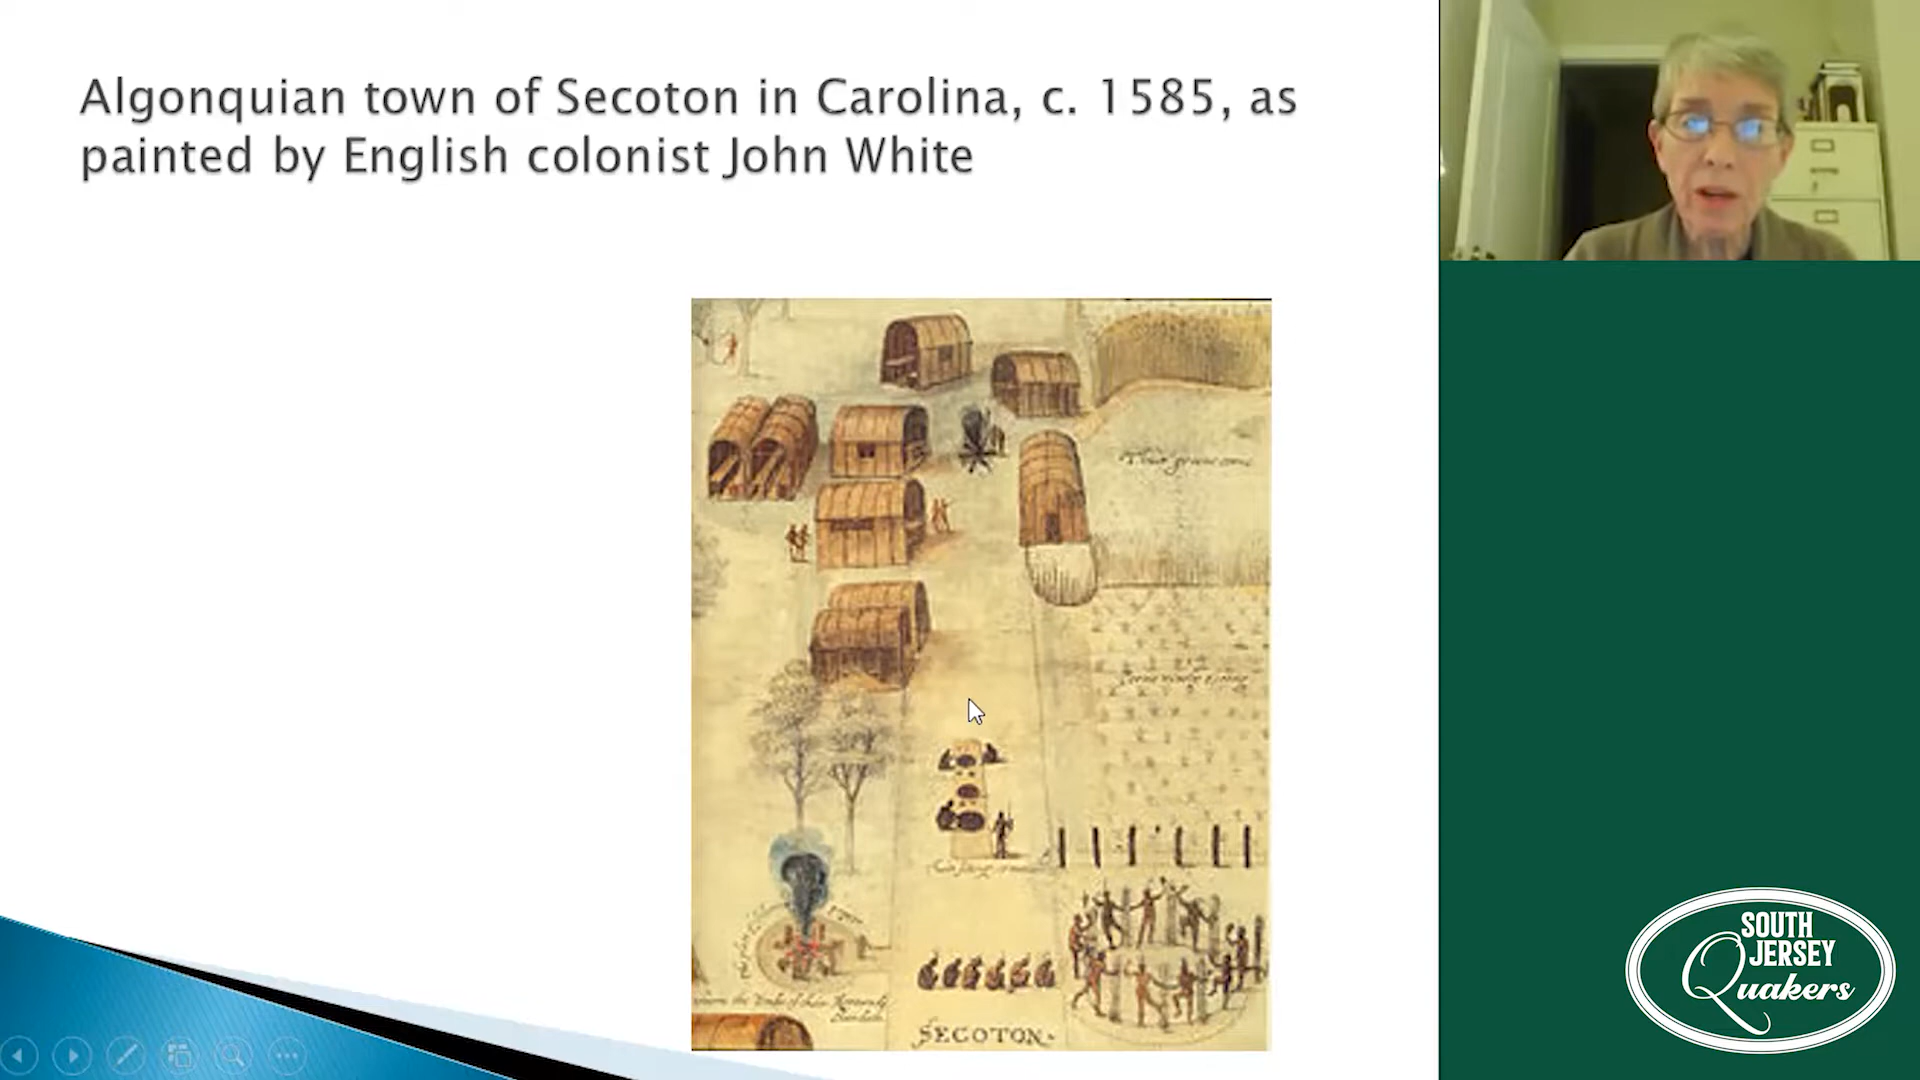 Algonquian town of Secoton in Carolina, c. 1585, as
painted by English colonist John White
SECOTON.
SOUTH
JERSEY
Quakers